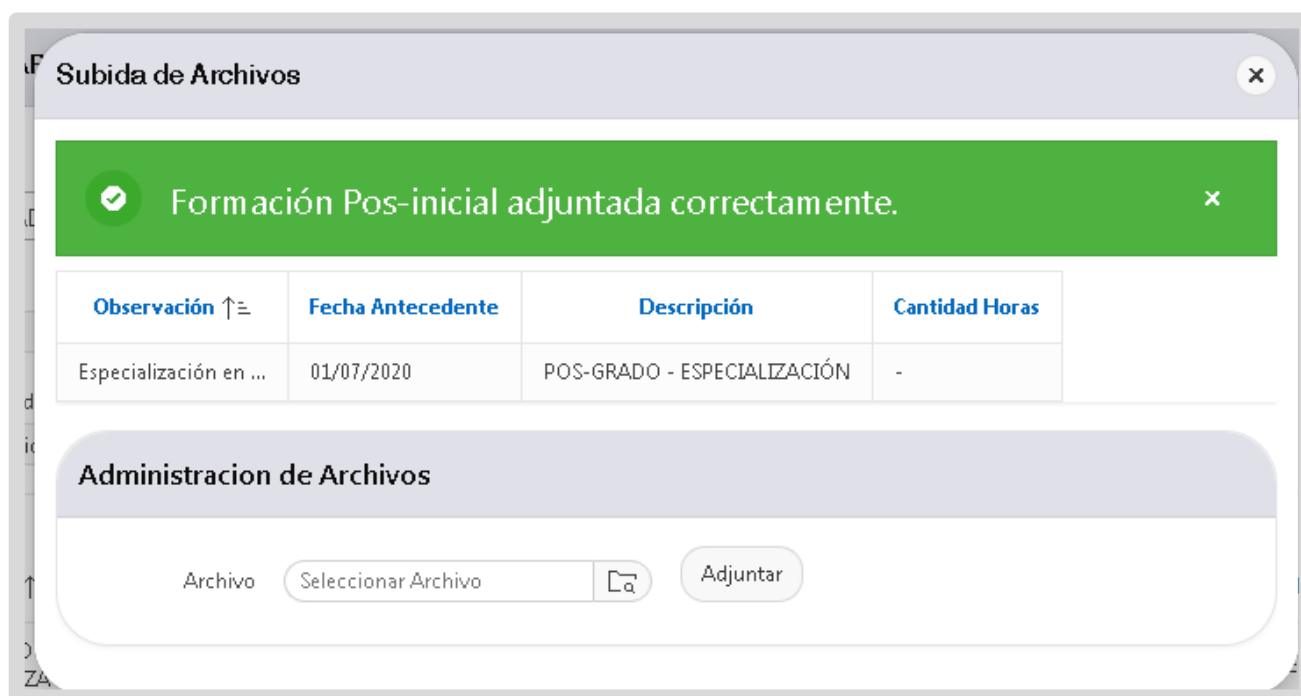 Subida de Archivos
Formación Pos-inicial adjuntada correctamente.
Observación Fecha Antecedente Descripción Cantidad Horas
Especialización en ... 01/07/2020 POS-GRADO - ESPECIALIZACIÓN -
Administracion de Archivos
Archivo Seleccionar Archivo Adjuntar